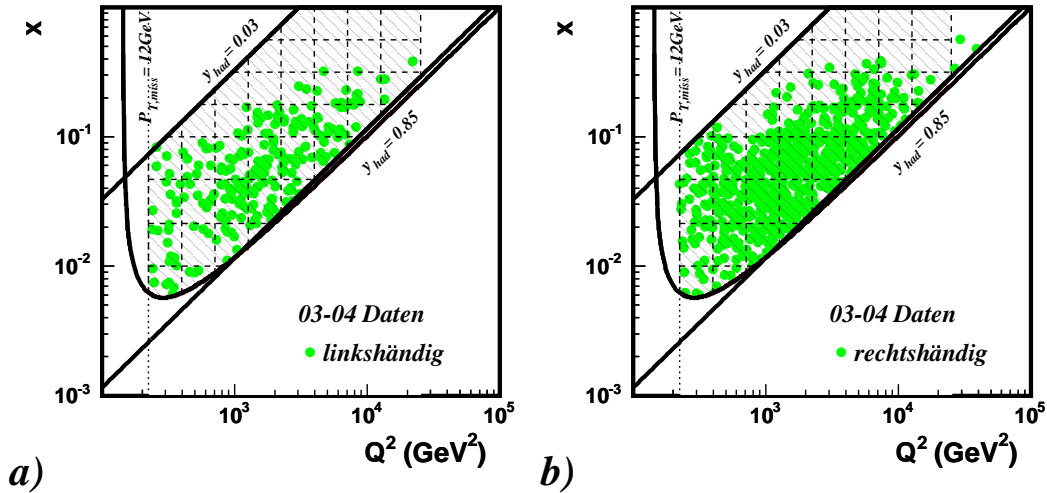 x
10^-1
10^-2
10^-3
10^3
10^4
10^5
Q^2 (GeV^2)
P_T,miss = 12GeV
y_had = 0.03
y_had = 0.85
03-04 Daten
linkshändig
a)
x
10^-1
10^-2
10^-3
10^3
10^4
10^5
Q^2 (GeV^2)
P_T,miss = 12GeV
y_had = 0.03
y_had = 0.85
03-04 Daten
rechtshändig
b)